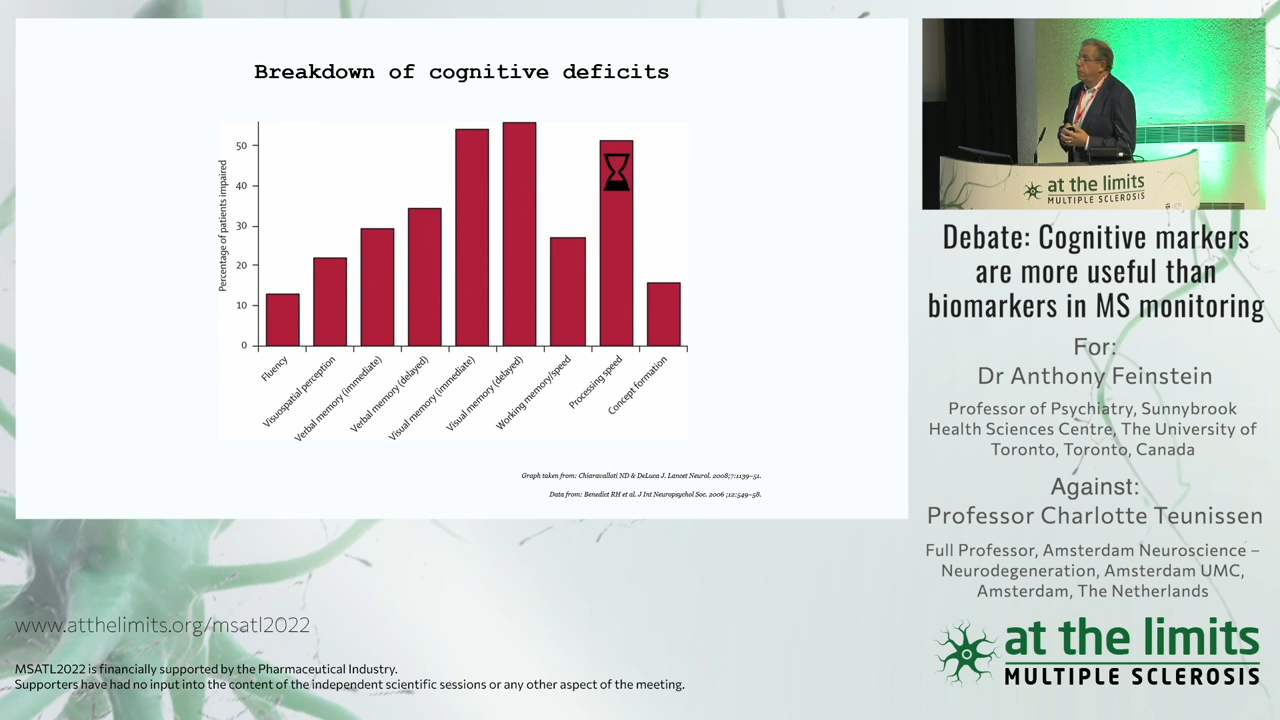 Breakdown of cognitive deficits
Percentage of patients impaired
50
40
30
20
10
0
Fluency
Visuospatial perception
Verbal memory (immediate)
Verbal memory (delayed)
Visual memory (immediate)
Visual memory (delayed)
Working memory/speed
Processing speed
Concept formation
Graph taken from: Chiaravalloti ND & DeLuca J. Lancet Neurol. 2008;7:1139–51.
Data from: Benedict RH et al. J Int Neuropsychol Soc. 2006 ;12:549–58.
at the limits
MULTIPLE SCLEROSIS
Debate: Cognitive markers
are more useful than
biomarkers in MS monitoring
For:
Dr Anthony Feinstein
Professor of Psychiatry, Sunnybrook
Health Sciences Centre, The University of
Toronto, Toronto, Canada
Against:
Professor Charlotte Teunissen
Full Professor, Amsterdam Neuroscience –
Neurodegeneration, Amsterdam UMC,
Amsterdam, The Netherlands
at the limits
MULTIPLE SCLEROSIS
www.atthelimits.org/msatl2022
MSATL2022 is financially supported by the Pharmaceutical Industry.
Supporters have had no input into the content of the independent scientific sessions or any other aspect of the meeting.